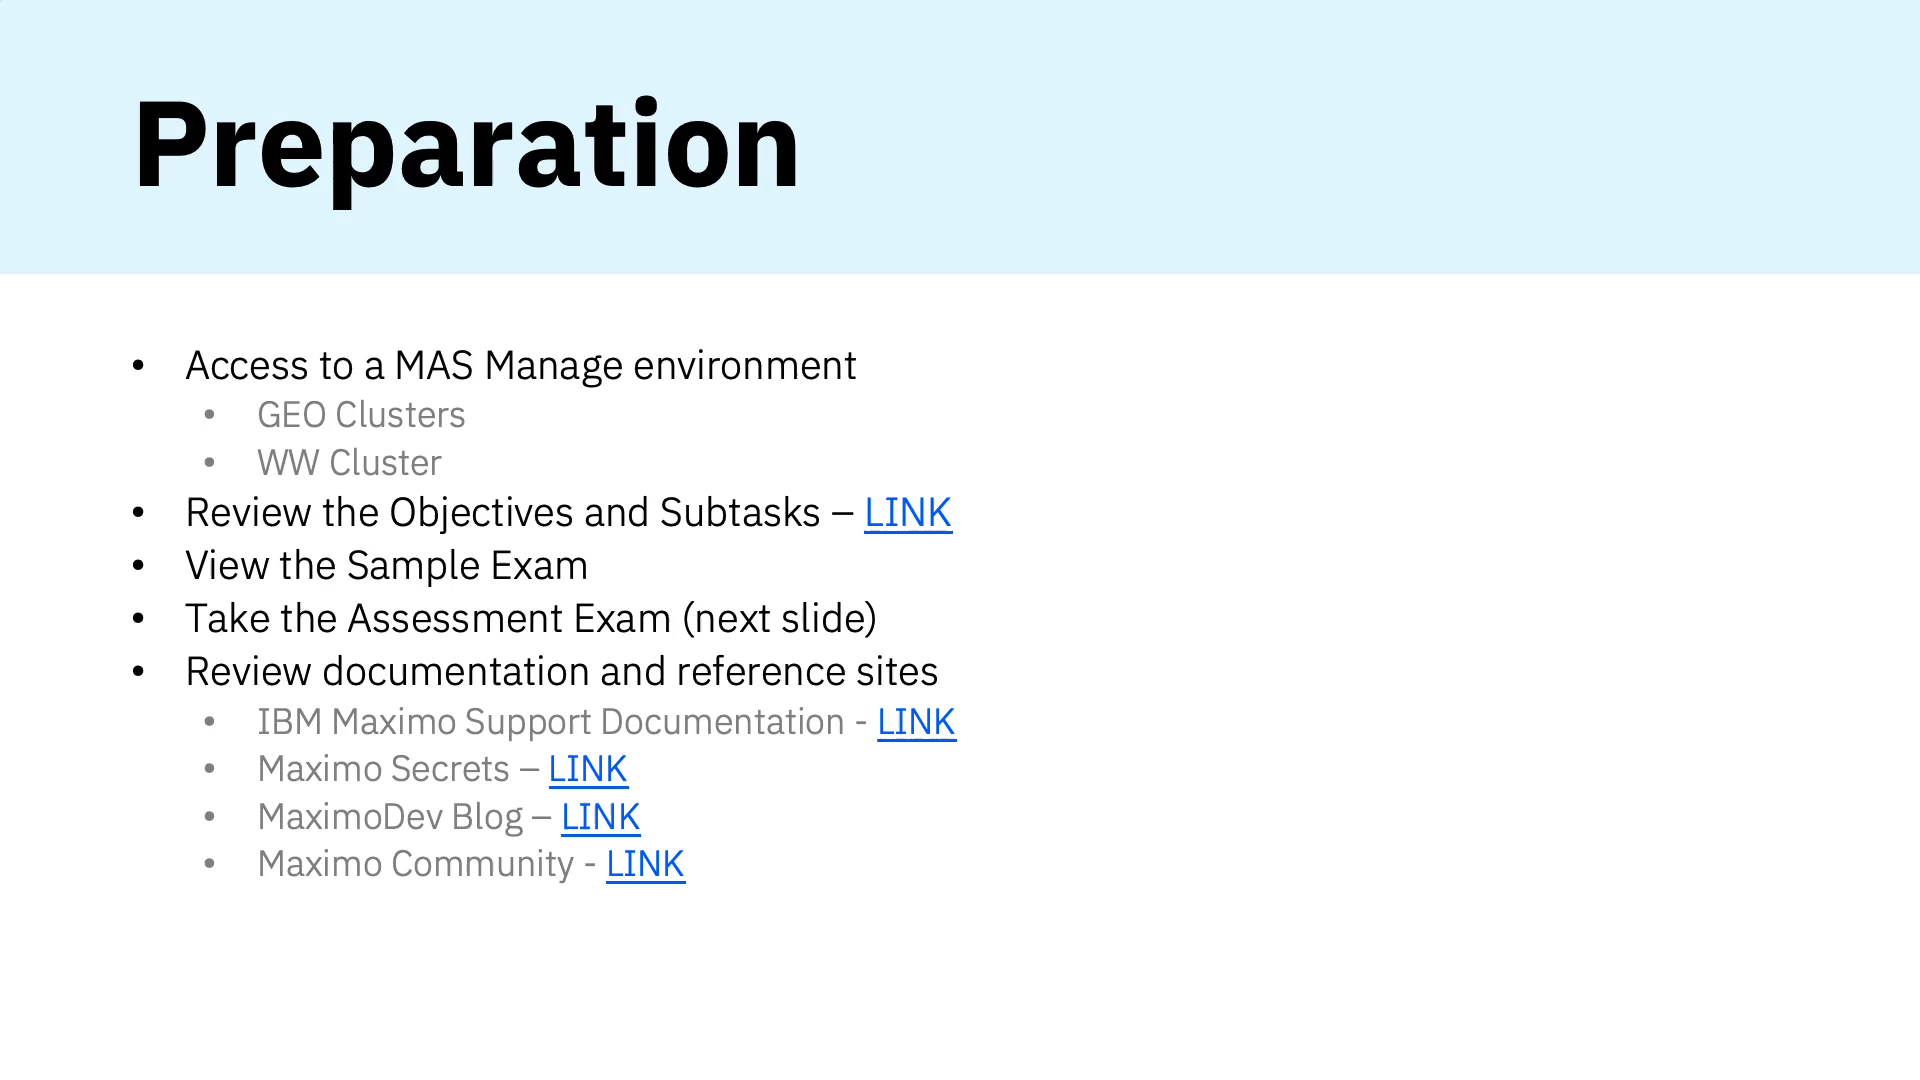 Preparation
• Access to a MAS Manage environment
• GEO Clusters
• WW Cluster
• Review the Objectives and Subtasks – LINK
• View the Sample Exam
• Take the Assessment Exam (next slide)
• Review documentation and reference sites
• IBM Maximo Support Documentation - LINK
• Maximo Secrets – LINK
• MaximoDev Blog – LINK
• Maximo Community - LINK